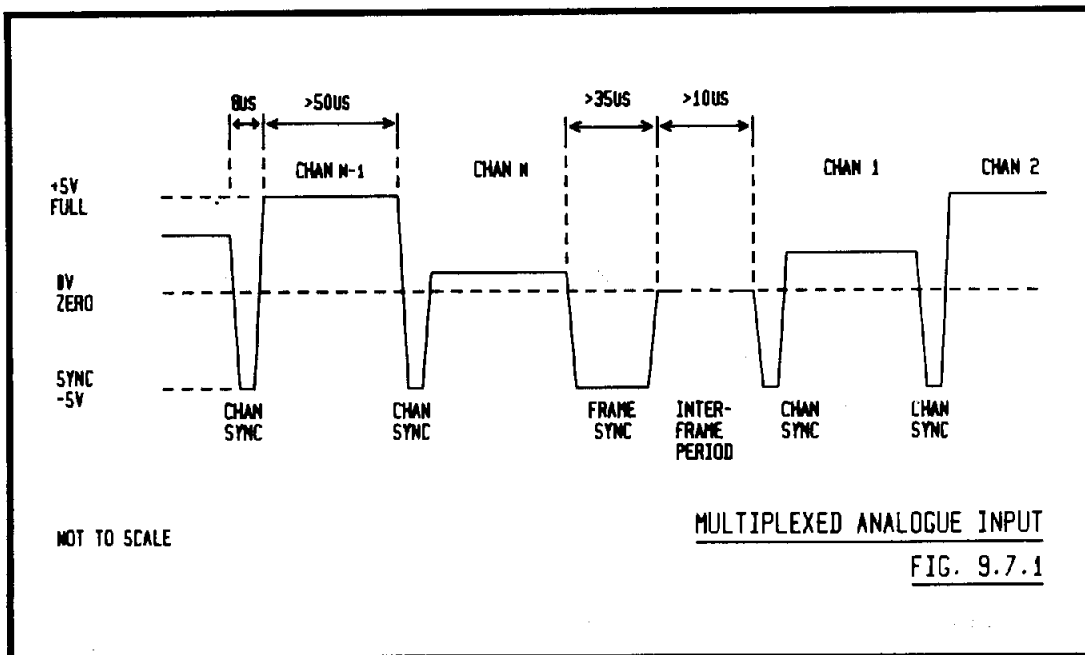 8US
>50US
>35US
>10US
CHAN N-1
CHAN N
CHAN 1
CHAN 2
+5V
FULL
0V
ZERO
SYNC
-5V
CHAN
SYNC
CHAN
SYNC
FRAME
SYNC
INTER-
FRAME
PERIOD
CHAN
SYNC
CHAN
SYNC
NOT TO SCALE
MULTIPLEXED ANALOGUE INPUT
FIG. 9.7.1